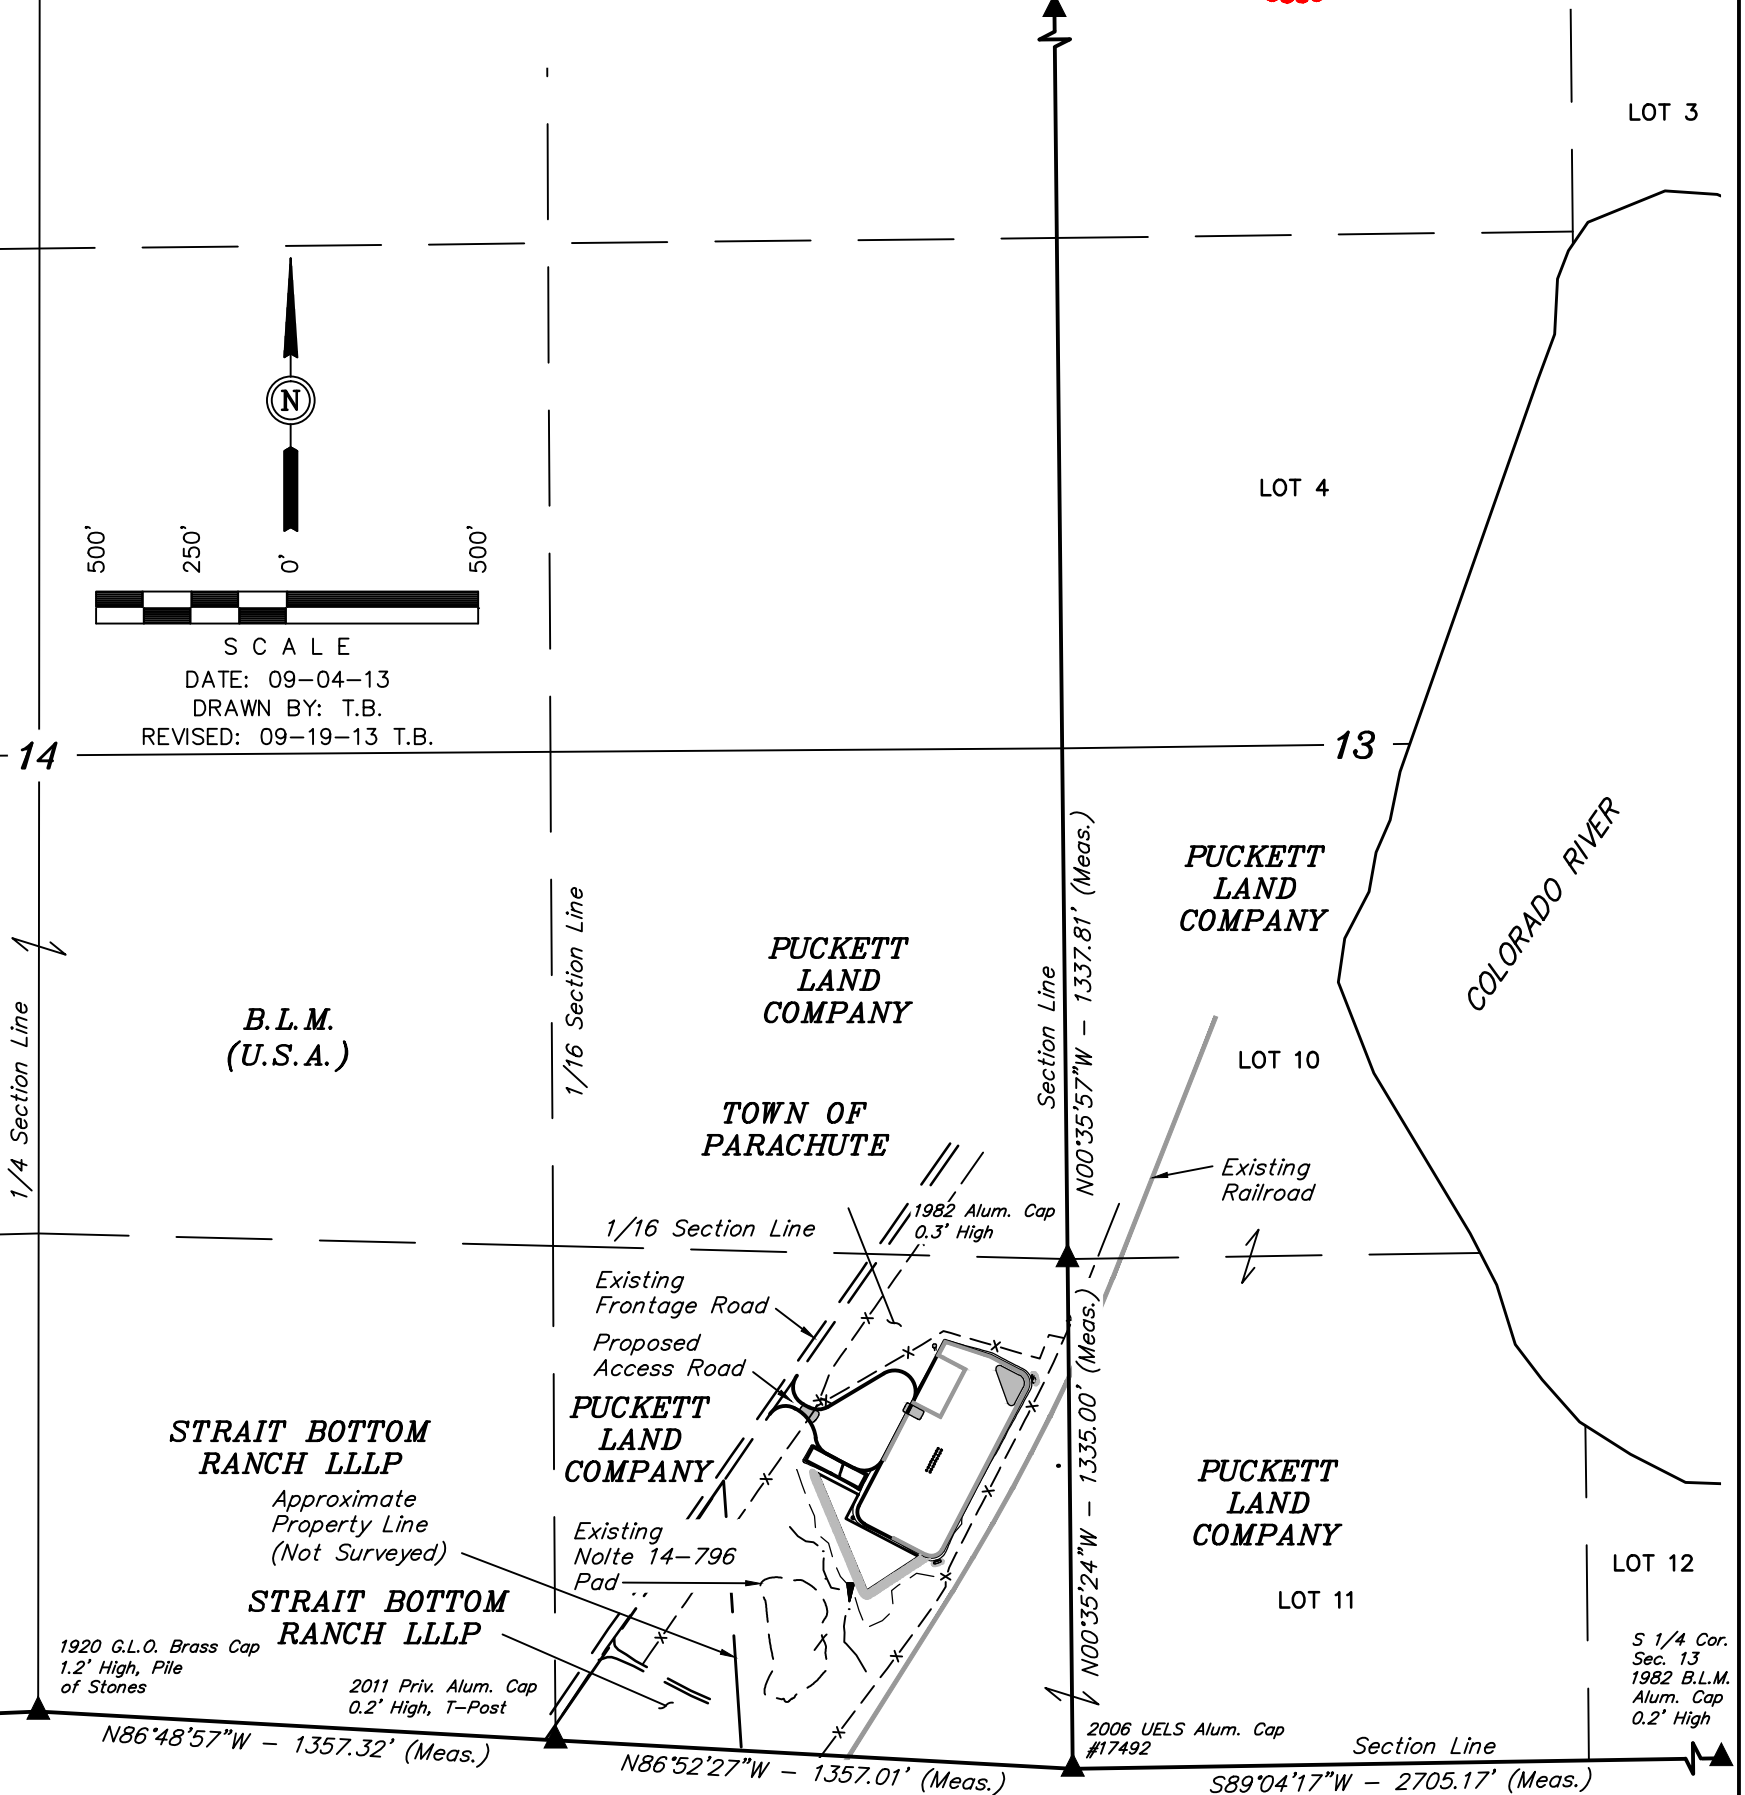 LOT 3
N
500'
250'
0'
500'
SCALE
DATE: 09-04-13
DRAWN BY: T.B.
REVISED: 09-19-13 T.B.
LOT 4
14
13
COLORADO RIVER
PUCKETT
LAND
COMPANY
N00°35'57"W - 1337.81' (Meas.)
Section Line
1/16 Section Line
PUCKETT
LAND
COMPANY
B.L.M.
(U.S.A.)
1/4 Section Line
LOT 10
TOWN OF
PARACHUTE
Existing
Railroad
1982 Alum. Cap
0.3' High
1/16 Section Line
Existing
Frontage Road
Proposed
Access Road
PUCKETT
LAND
COMPANY
N00°35'24"W - 1335.00' (Meas.)
STRAIT BOTTOM
RANCH LLLP
Approximate
Property Line
(Not Surveyed)
Existing
Nolte 14-796
Pad
PUCKETT
LAND
COMPANY
LOT 12
LOT 11
STRAIT BOTTOM
RANCH LLLP
1920 G.L.O. Brass Cap
1.2' High, Pile
of Stones
2011 Priv. Alum. Cap
0.2' High, T-Post
S 1/4 Cor.
Sec. 13
1982 B.L.M.
Alum. Cap
0.2' High
2006 UELS Alum. Cap
#17492
Section Line
N86°48'57"W - 1357.32' (Meas.)
N86°52'27"W - 1357.01' (Meas.)
S89°04'17"W - 2705.17' (Meas.)